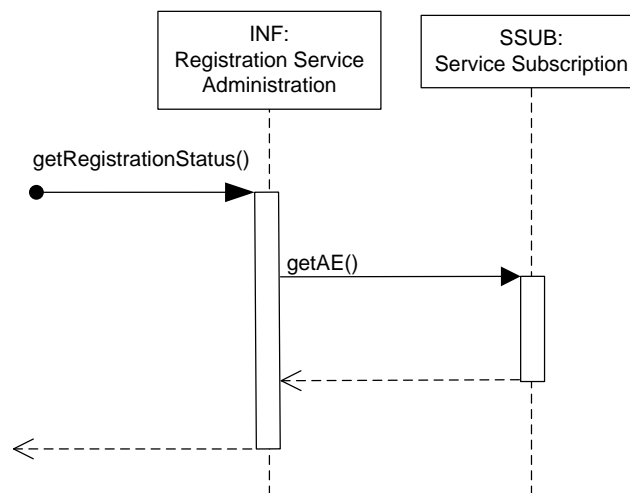 INF:
Registration Service
Administration
SSUB:
Service Subscription
getRegistrationStatus()
getAE()